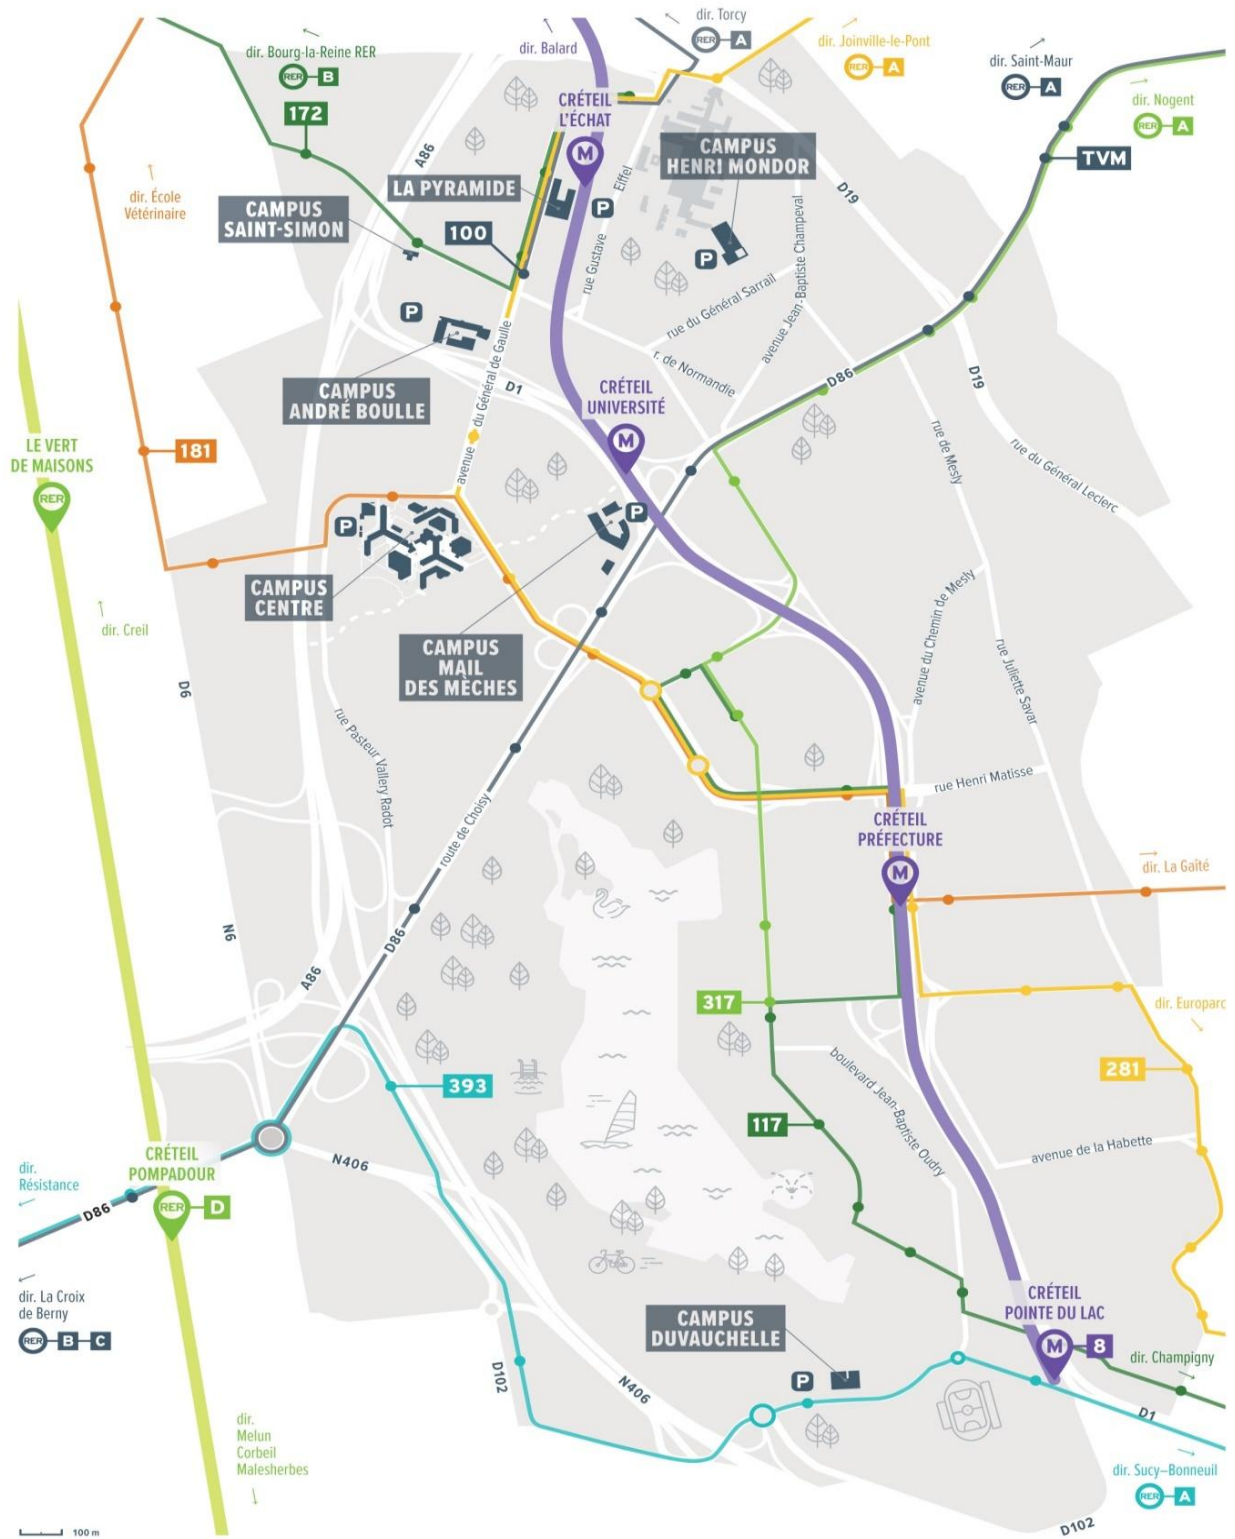 dir. Torcy
RER A
dir. Bourg-la-Reine RER
RER B
dir. Balard
dir. Joinville-le-Pont
RER A
dir. Saint-Maur
RER A
dir. Nogent
RER A
172
CRÉTEIL
L'ÉCHAT
M
A86
CAMPUS
HENRI MONDOR
TVM
dir. École
Vétérinaire
LA PYRAMIDE
P
rue Gustave Eiffel
D19
CAMPUS
SAINT-SIMON
100
P
avenue Jean-Baptiste Champeval
rue du Général Sarrail
P
r. de Normandie
avenue du Général de Gaulle
D1
CAMPUS
ANDRÉ BOULLE
CRÉTEIL
UNIVERSITÉ
M
D86
D19
LE VERT
DE MAISONS
RER
181
rue de Mesly
rue du Général Leclerc
P
P
CAMPUS
CENTRE
dir. Creil
CAMPUS
MAIL
DES MÈCHES
avenue du Chemin de Mesly
rue Juliette Savar
D6
rue Pasteur Vallery Radot
route de Choisy
rue Henri Matisse
CRÉTEIL
PRÉFECTURE
M
dir. La Gaîté
N6
D86
A86
317
dir. Europarc
393
boulevard Jean-Baptiste Oudry
281
117
avenue de la Habette
CRÉTEIL
POMPADOUR
RER D
N406
dir.
Résistance
D86
dir. La Croix
de Berny
RER B C
CAMPUS
DUVAUCHELLE
CRÉTEIL
POINTE DU LAC
M 8
dir. Champigny
P
D102
N406
D1
dir.
Melun
Corbeil
Malesherbes
dir. Sucy–Bonneuil
RER A
100 m
D102